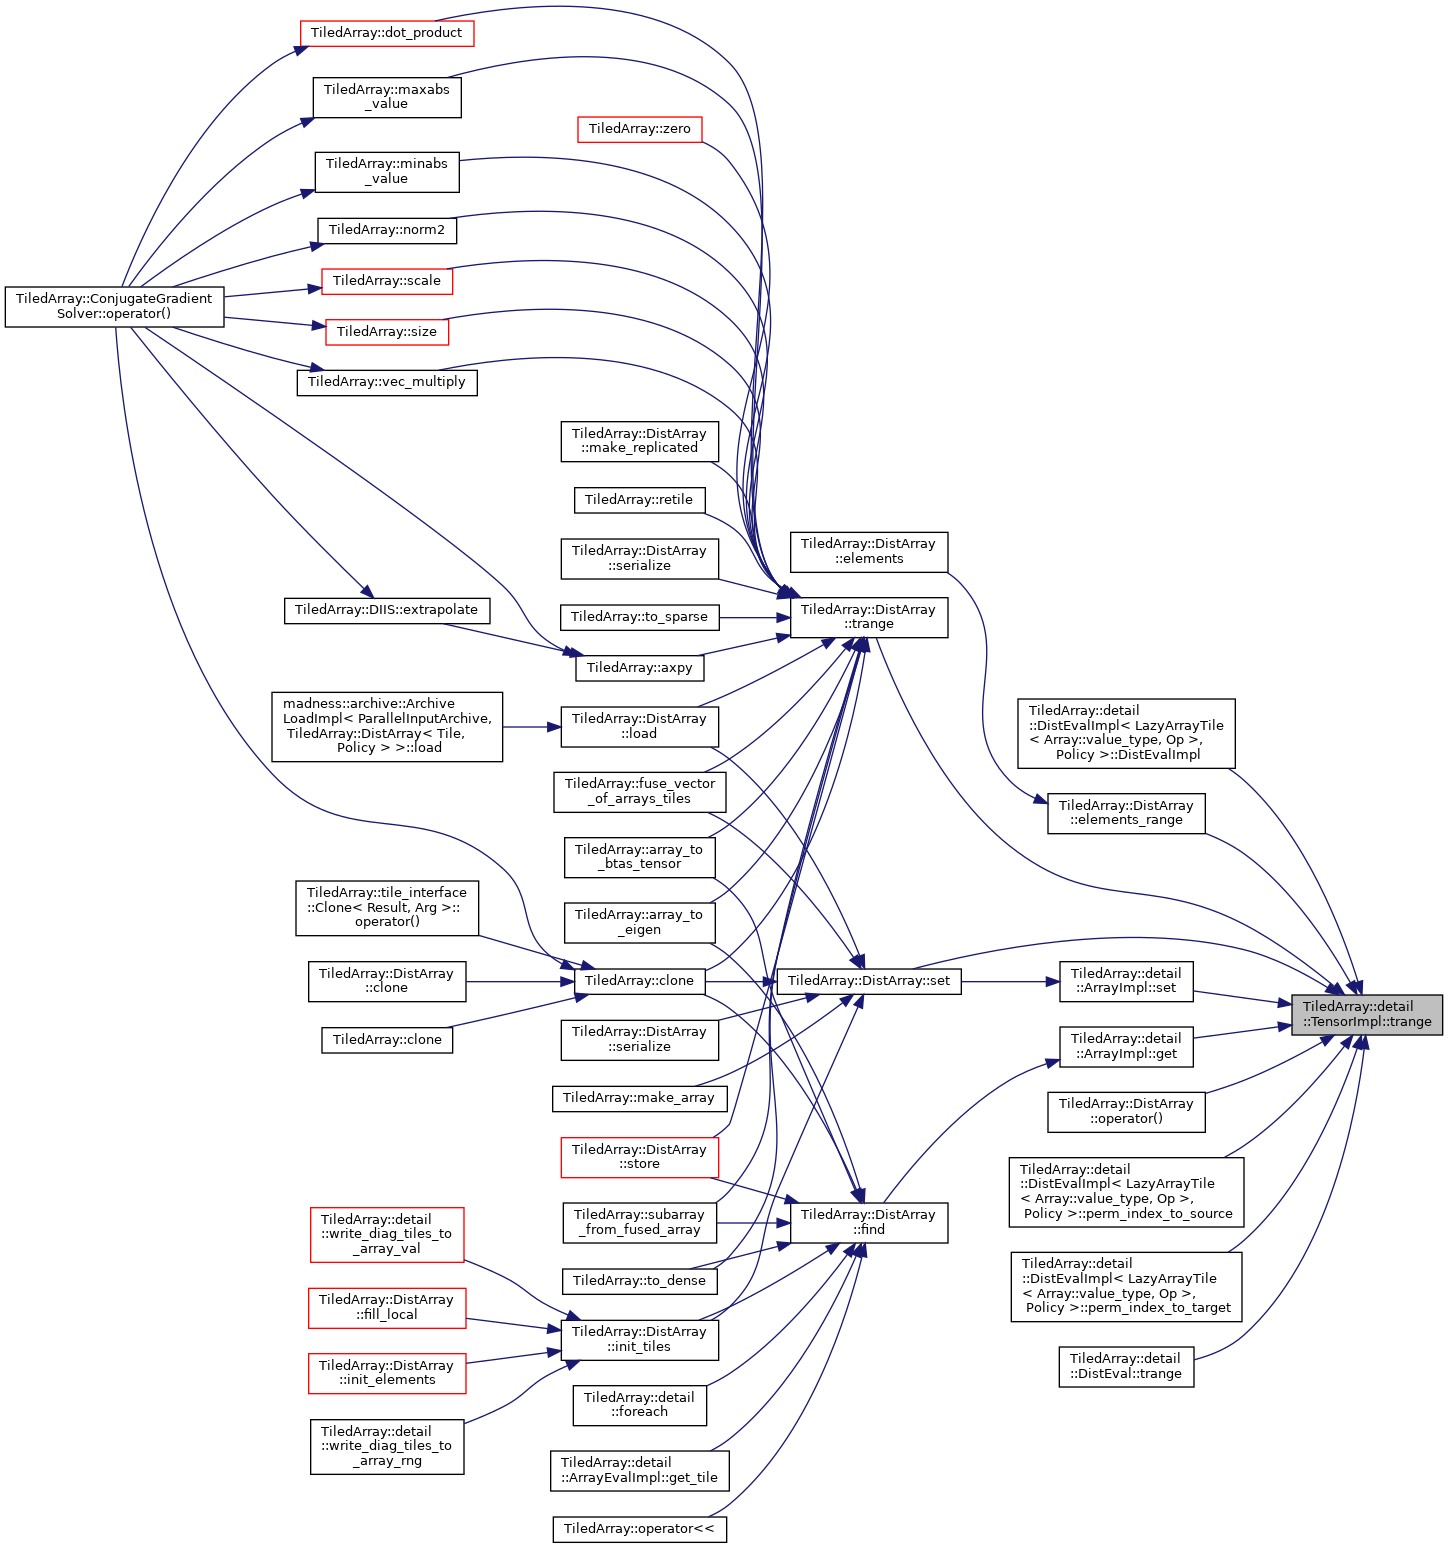 TiledArray::dot_product
TiledArray::maxabs
_value
TiledArray::zero
TiledArray::minabs
_value
TiledArray::norm2
TiledArray::scale
TiledArray::ConjugateGradient
Solver::operator()
TiledArray::size
TiledArray::vec_multiply
TiledArray::DistArray
::make_replicated
TiledArray::retile
TiledArray::DistArray
::serialize
TiledArray::DistArray
::elements
TiledArray::DIIS::extrapolate
TiledArray::to_sparse
TiledArray::DistArray
::trange
TiledArray::axpy
madness::archive::Archive
LoadImpl< ParallelInputArchive,
TiledArray::DistArray< Tile,
Policy > >::load
TiledArray::DistArray
::load
TiledArray::detail
::DistEvalImpl< LazyArrayTile
< Array::value_type, Op >,
Policy >::DistEvalImpl
TiledArray::fuse_vector
_of_arrays_tiles
TiledArray::DistArray
::elements_range
TiledArray::array_to
_btas_tensor
TiledArray::tile_interface
::Clone< Result, Arg >::
operator()
TiledArray::array_to
_eigen
TiledArray::DistArray
::clone
TiledArray::clone
TiledArray::DistArray::set
TiledArray::detail
::ArrayImpl::set
TiledArray::detail
::TensorImpl::trange
TiledArray::clone
TiledArray::DistArray
::serialize
TiledArray::detail
::ArrayImpl::get
TiledArray::make_array
TiledArray::DistArray
::operator()
TiledArray::DistArray
::store
TiledArray::detail
::DistEvalImpl< LazyArrayTile
< Array::value_type, Op >,
Policy >::perm_index_to_source
TiledArray::detail
::write_diag_tiles_to
_array_val
TiledArray::subarray
_from_fused_array
TiledArray::DistArray
::find
TiledArray::to_dense
TiledArray::detail
::DistEvalImpl< LazyArrayTile
< Array::value_type, Op >,
Policy >::perm_index_to_target
TiledArray::DistArray
::fill_local
TiledArray::DistArray
::init_tiles
TiledArray::DistArray
::init_elements
TiledArray::detail
::DistEval::trange
TiledArray::detail
::foreach
TiledArray::detail
::write_diag_tiles_to
_array_rng
TiledArray::detail
::ArrayEvalImpl::get_tile
TiledArray::operator<<